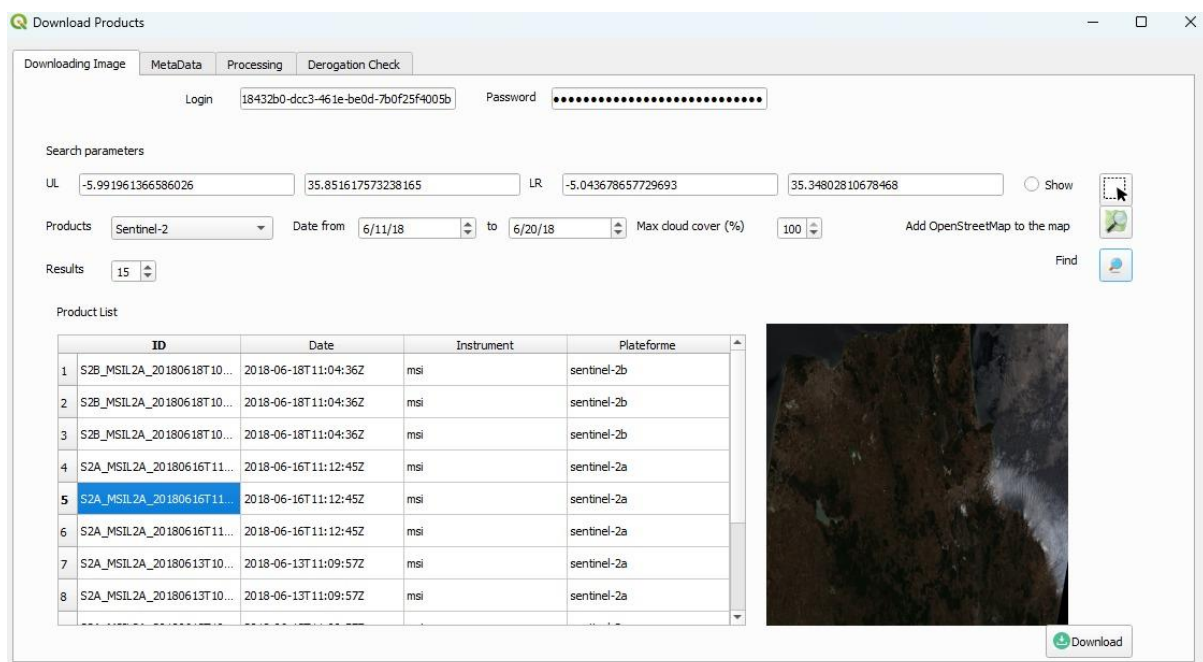 Download Products
Downloading Image MetaData Processing Derogation Check
Login 18432b0-dcc3-461e-be0d-7b0f25f4005b Password ●●●●●●●●●●●●●●●●●●●●●●●●●●●●
Search parameters
UL -5.991961366586026 35.851617573238165 LR -5.043678657729693 35.34802810678468 Show
Products Sentinel-2 Date from 6/11/18 to 6/20/18 Max cloud cover (%) 100 Add OpenStreetMap to the map
Results 15 Find
Product List
ID Date Instrument Plateforme
1 S2B_MSIL2A_20180618T10... 2018-06-18T11:04:36Z msi sentinel-2b
2 S2B_MSIL2A_20180618T10... 2018-06-18T11:04:36Z msi sentinel-2b
3 S2B_MSIL2A_20180618T10... 2018-06-18T11:04:36Z msi sentinel-2b
4 S2A_MSIL2A_20180616T11... 2018-06-16T11:12:45Z msi sentinel-2a
5 S2A_MSIL2A_20180616T11... 2018-06-16T11:12:45Z msi sentinel-2a
6 S2A_MSIL2A_20180616T11... 2018-06-16T11:12:45Z msi sentinel-2a
7 S2A_MSIL2A_20180613T10... 2018-06-13T11:09:57Z msi sentinel-2a
8 S2A_MSIL2A_20180613T10... 2018-06-13T11:09:57Z msi sentinel-2a
Download